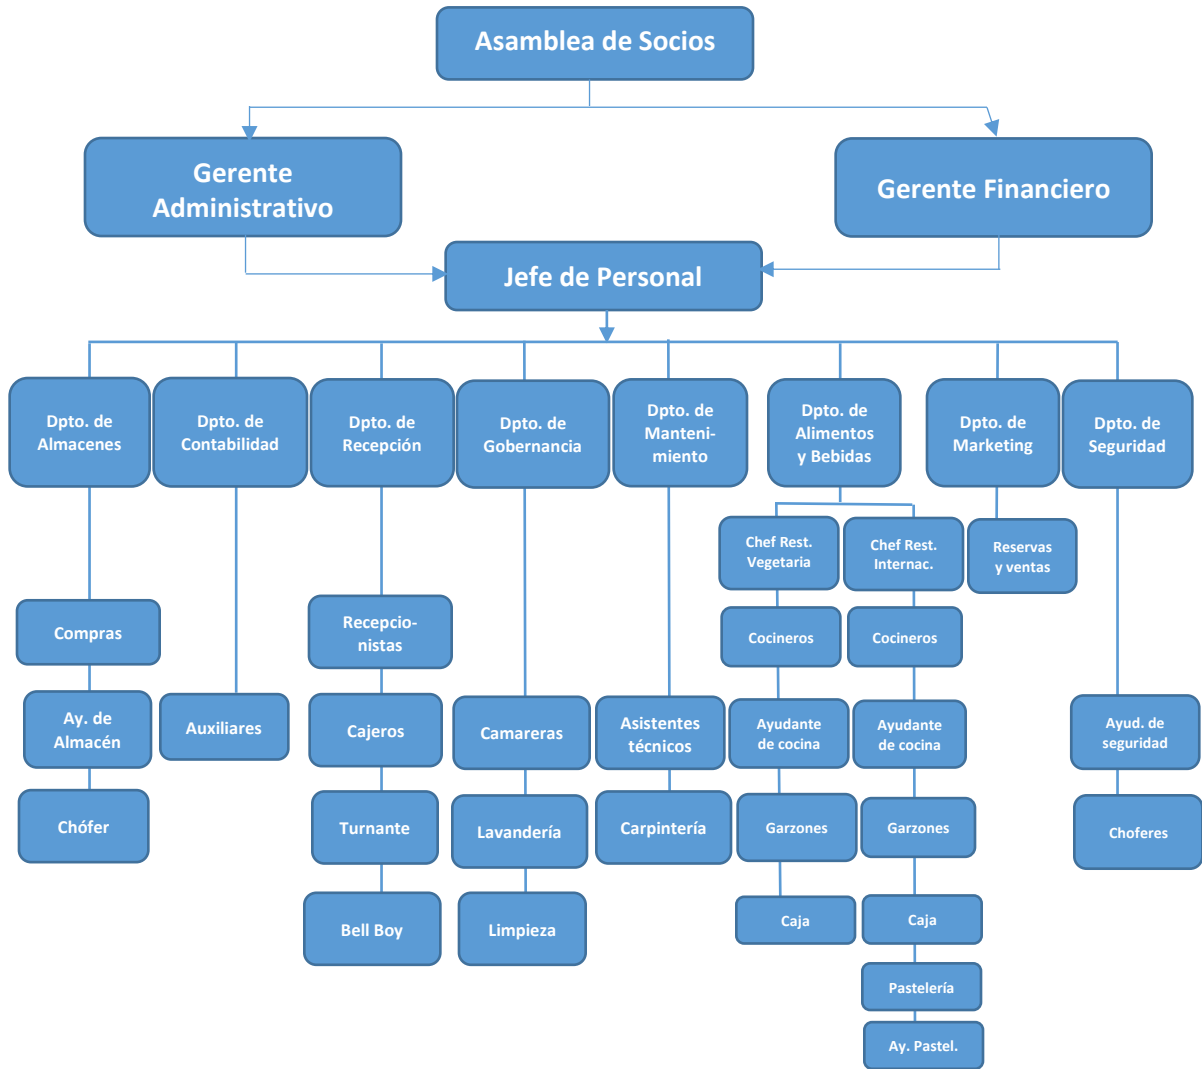 Asamblea de Socios
Gerente
Administrativo
Gerente Financiero
Jefe de Personal
Dpto. de
Almacenes
Dpto. de
Contabilidad
Dpto. de
Recepción
Dpto. de
Gobernancia
Dpto. de
Manteni-
miento
Dpto. de
Alimentos
y Bebidas
Dpto. de
Marketing
Dpto. de
Seguridad
Chef Rest.
Vegetaria
Chef Rest.
Internac.
Reservas
y ventas
Compras
Recepcio-
nistas
Cocineros
Cocineros
Ay. de
Almacén
Auxiliares
Cajeros
Camareras
Asistentes
técnicos
Ayudante
de cocina
Ayudante
de cocina
Ayud. de
seguridad
Chófer
Turnante
Lavandería
Carpintería
Garzones
Garzones
Choferes
Bell Boy
Limpieza
Caja
Caja
Pastelería
Ay. Pastel.